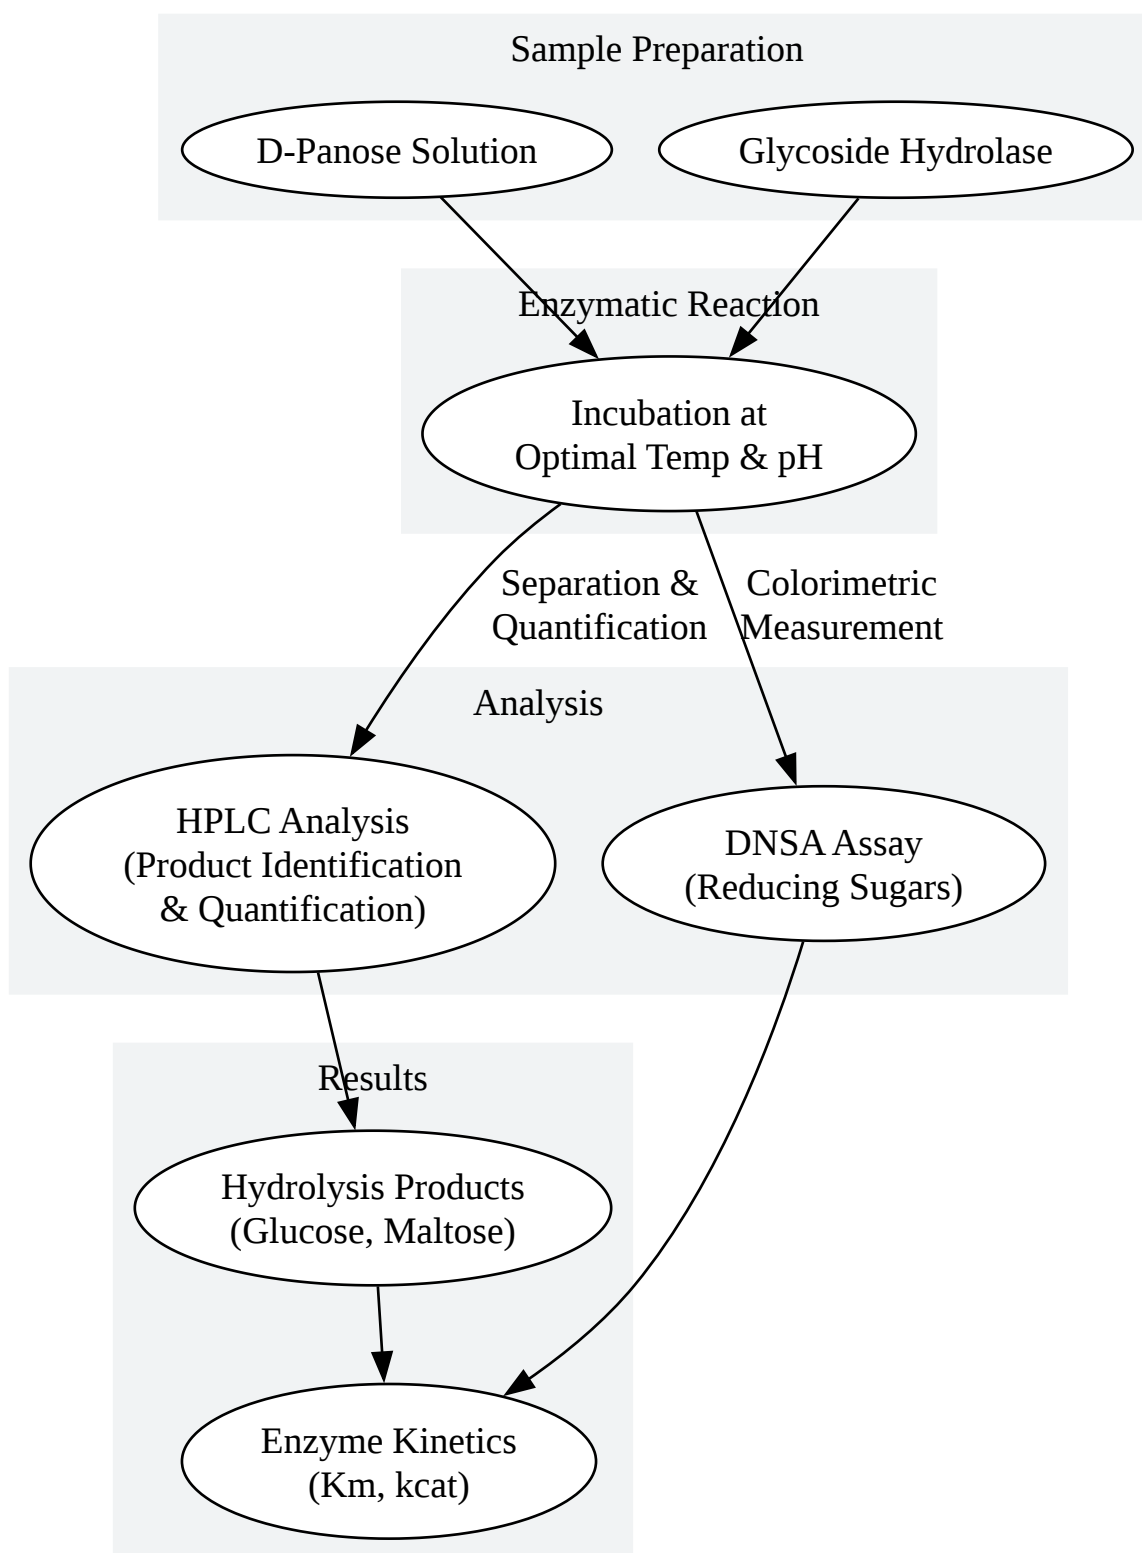 Sample Preparation
D-Panose Solution
Glycoside Hydrolase
Enzymatic Reaction
Incubation at
Optimal Temp & pH
Separation &
Quantification
Colorimetric
Measurement
Analysis
HPLC Analysis
(Product Identification
& Quantification)
DNSA Assay
(Reducing Sugars)
Results
Hydrolysis Products
(Glucose, Maltose)
Enzyme Kinetics
(Km, kcat)